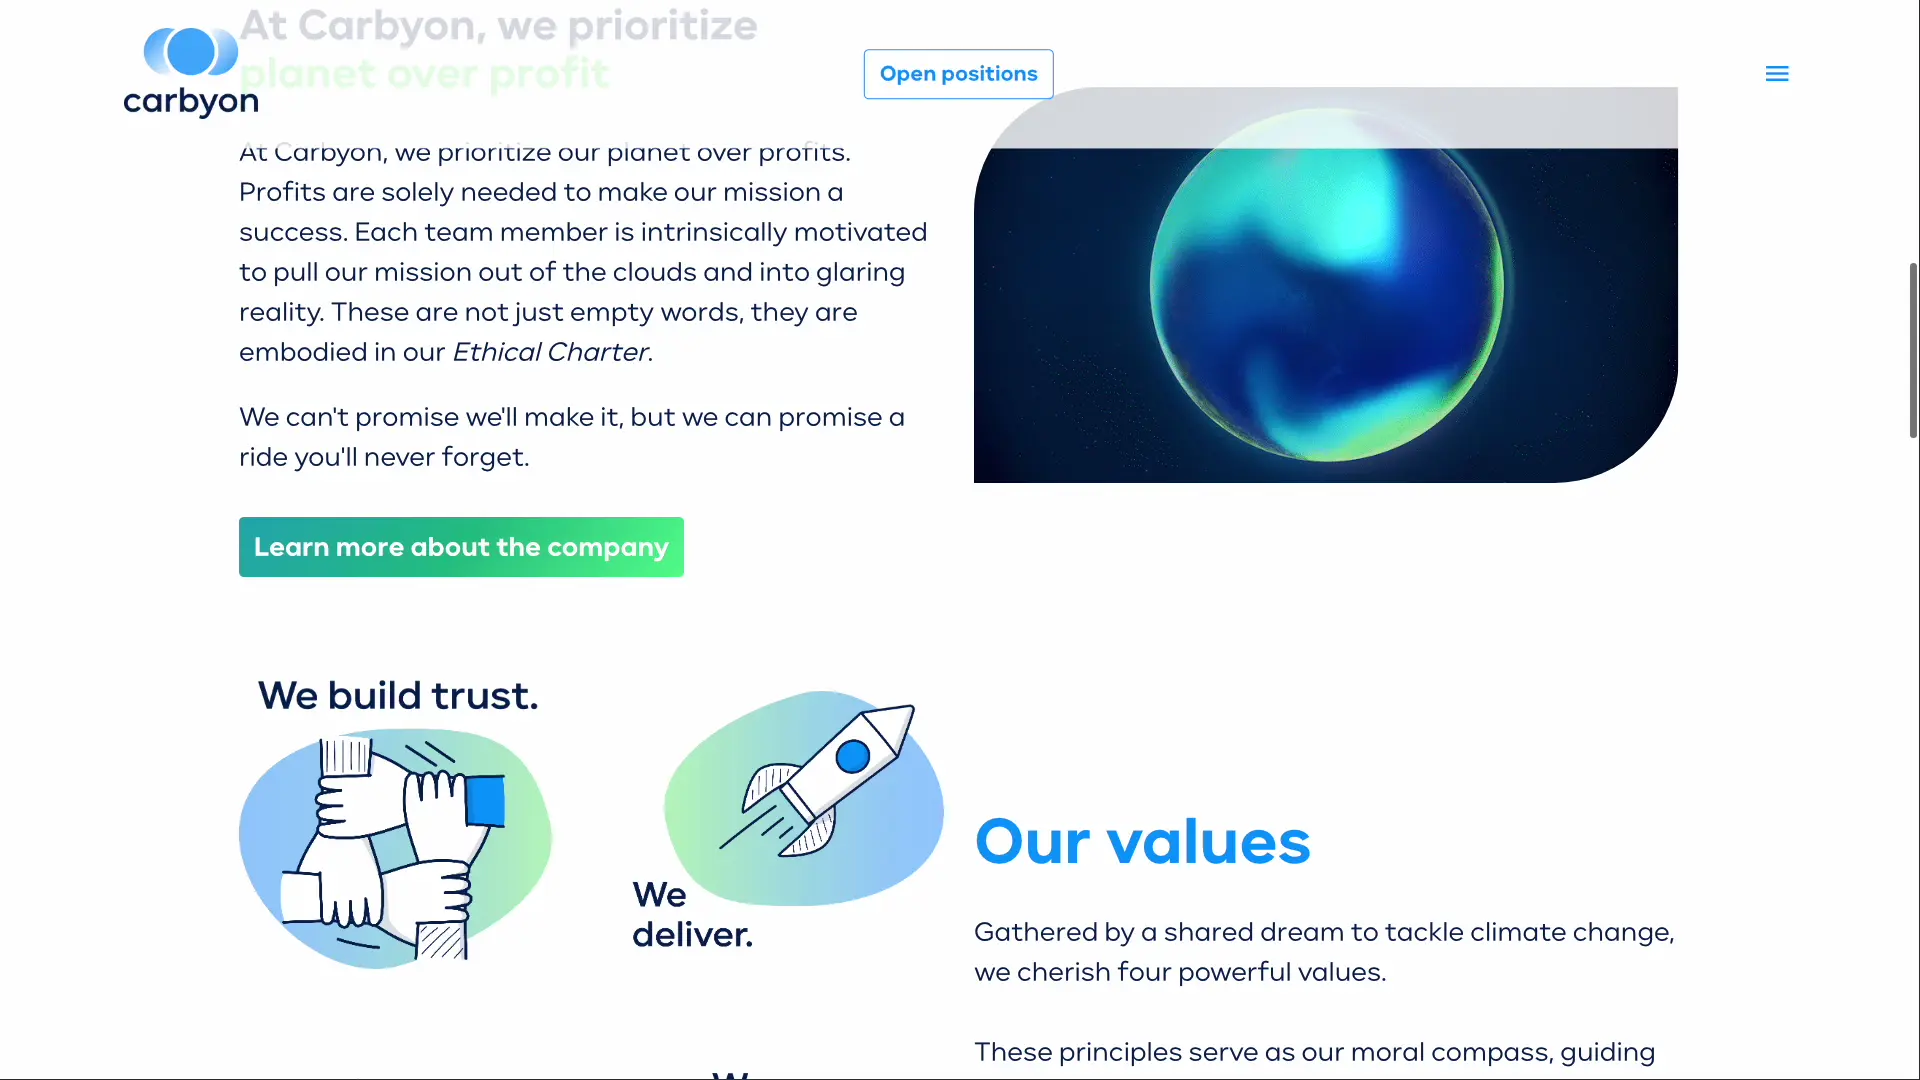 At Carbyon, we prioritize
planet over profit
carbyon
Open positions
At Carbyon, we prioritize our planet over profits.
Profits are solely needed to make our mission a
success. Each team member is intrinsically motivated
to pull our mission out of the clouds and into glaring
reality. These are not just empty words, they are
embodied in our Ethical Charter.
We can't promise we'll make it, but we can promise a
ride you'll never forget.
Learn more about the company
We build trust.
We
deliver.
Our values
Gathered by a shared dream to tackle climate change,
we cherish four powerful values.
These principles serve as our moral compass, guiding